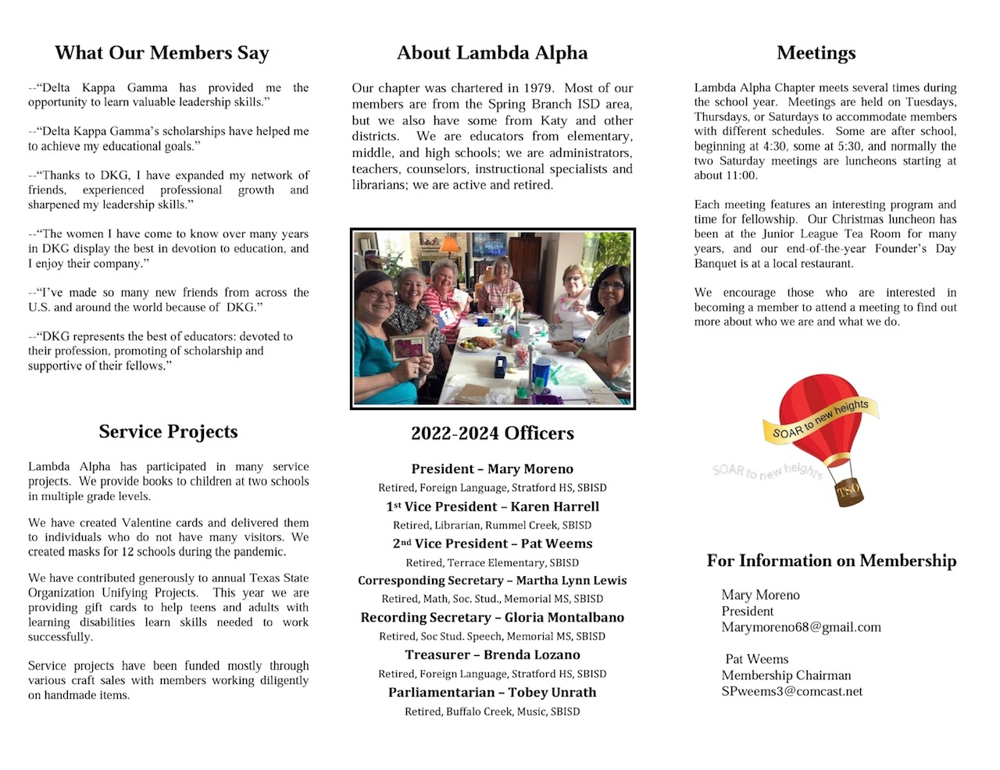 What Our Members Say
--“Delta Kappa Gamma has provided me the
opportunity to learn valuable leadership skills.”
--“Delta Kappa Gamma’s scholarships have helped me
to achieve my educational goals.”
--“Thanks to DKG, I have expanded my network of
friends, experienced professional growth and
sharpened my leadership skills.”
--“The women I have come to know over many years
in DKG display the best in devotion to education, and
I enjoy their company.”
--“I’ve made so many new friends from across the
U.S. and around the world because of  DKG.”
--“DKG represents the best of educators: devoted to
their profession, promoting of scholarship and
supportive of their fellows.”
Service Projects
Lambda Alpha has participated in many service
projects.  We provide books to children at two schools
in multiple grade levels.
We have created Valentine cards and delivered them
to individuals who do not have many visitors. We
created masks for 12 schools during the pandemic.
We have contributed generously to annual Texas State
Organization Unifying Projects.  This year we are
providing gift cards to help teens and adults with
learning disabilities learn skills needed to work
successfully.
Service projects have been funded mostly through
various craft sales with members working diligently
on handmade items.
About Lambda Alpha
Our chapter was chartered in 1979.  Most of our
members are from the Spring Branch ISD area,
but we also have some from Katy and other
districts.  We are educators from elementary,
middle, and high schools; we are administrators,
teachers, counselors, instructional specialists and
librarians; we are active and retired.
2022-2024 Officers
President – Mary Moreno
Retired, Foreign Language, Stratford HS, SBISD
1st Vice President – Karen Harrell
Retired, Librarian, Rummel Creek, SBISD
2nd Vice President – Pat Weems
Retired, Terrace Elementary, SBISD
Corresponding Secretary – Martha Lynn Lewis
Retired, Math, Soc. Stud., Memorial MS, SBISD
Recording Secretary – Gloria Montalbano
Retired, Soc Stud. Speech, Memorial MS, SBISD
Treasurer – Brenda Lozano
Retired, Foreign Language, Stratford HS, SBISD
Parliamentarian – Tobey Unrath
Retired, Buffalo Creek, Music, SBISD
Meetings
Lambda Alpha Chapter meets several times during
the school year.  Meetings are held on Tuesdays,
Thursdays, or Saturdays to accommodate members
with different schedules.  Some are after school,
beginning at 4:30, some at 5:30, and normally the
two Saturday meetings are luncheons starting at
about 11:00.
Each meeting features an interesting program and
time for fellowship.  Our Christmas luncheon has
been at the Junior League Tea Room for many
years, and our end-of-the-year Founder’s Day
Banquet is at a local restaurant.
We encourage those who are interested in
becoming a member to attend a meeting to find out
more about who we are and what we do.
SOAR to new heights
SOAR to new heights
TSO
For Information on Membership
Mary Moreno
President
Marymoreno68@gmail.com
Pat Weems
Membership Chairman
SPweems3@comcast.net